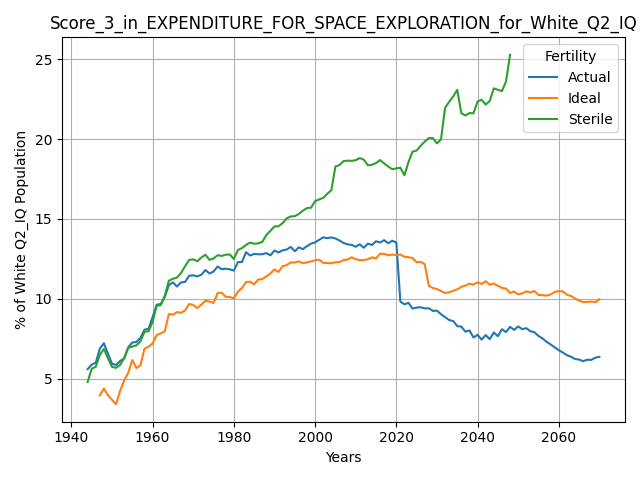 Score_3_in_EXPENDITURE_FOR_SPACE_EXPLORATION_for_White_Q2_IQ
Fertility
Actual
Ideal
Sterile
% of White Q2_IQ Population
25
20
15
10
5
1940 1960 1980 2000 2020 2040 2060
Years